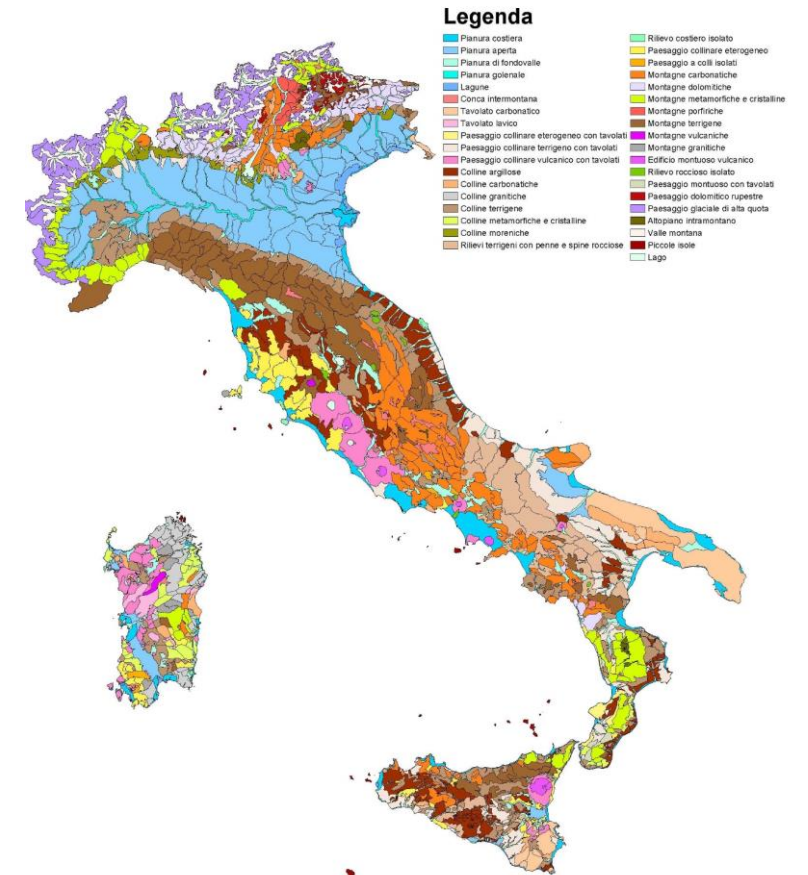 Legenda
Pianura costiera
Pianura aperta
Pianura di fondovalle
Pianura golenale
Lagune
Conca intermontana
Tavolato carbonatico
Tavolato lavico
Paesaggio collinare eterogeneo con tavolati
Paesaggio collinare terrigeno con tavolati
Paesaggio collinare vulcanico con tavolati
Colline argillose
Colline carbonatiche
Colline granitiche
Colline terrigene
Colline metamorfiche e cristalline
Colline moreniche
Rilievi terrigeni con penne e spine rocciose
Rilievo costiero isolato
Paesaggio collinare eterogeneo
Paesaggio a colli isolati
Montagne carbonatiche
Montagne dolomitiche
Montagne metamorfiche e cristalline
Montagne porfiriche
Montagne terrigene
Montagne vulcaniche
Montagne granitiche
Edificio montuoso vulcanico
Rilievo roccioso isolato
Paesaggio montuoso con tavolati
Paesaggio dolomitico rupestre
Paesaggio glaciale di alta quota
Altopiano intramontano
Valle montana
Piccole isole
Lago